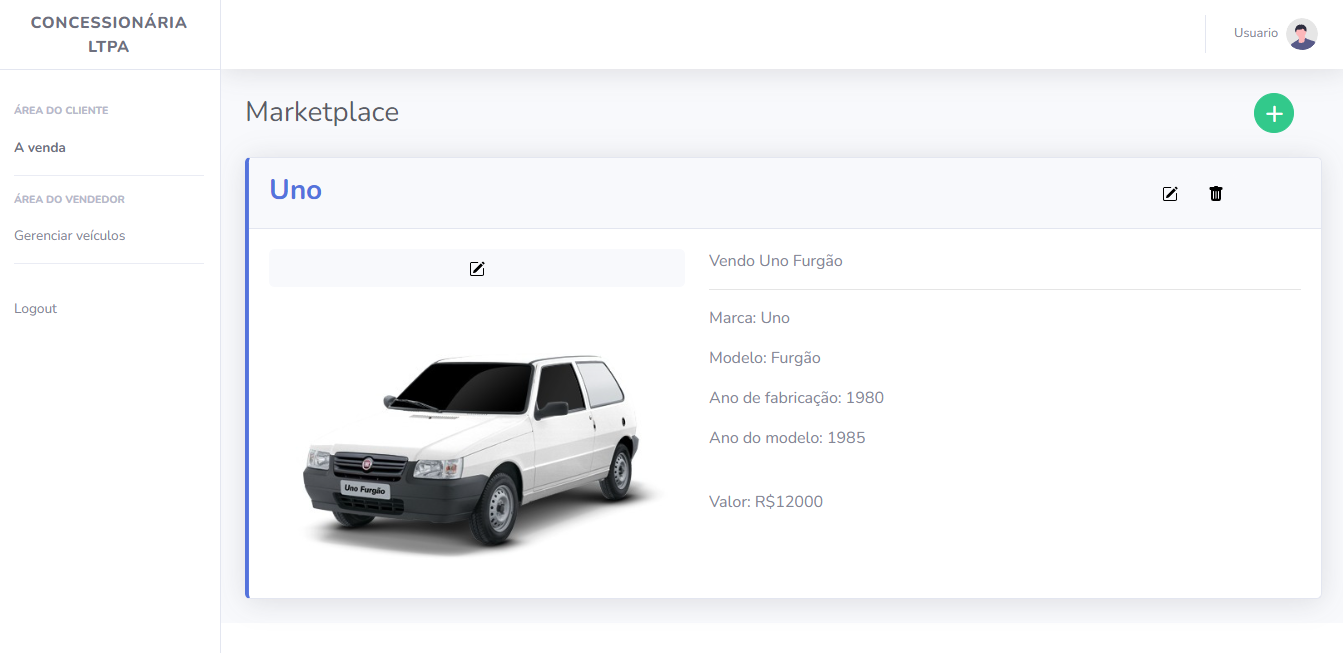 CONCESSIONÁRIA
LTPA
Usuario
ÁREA DO CLIENTE
A venda
ÁREA DO VENDEDOR
Gerenciar veículos
Logout
Marketplace
Uno
Vendo Uno Furgão
Marca: Uno
Modelo: Furgão
Ano de fabricação: 1980
Ano do modelo: 1985
Valor: R$12000
Uno Furgão